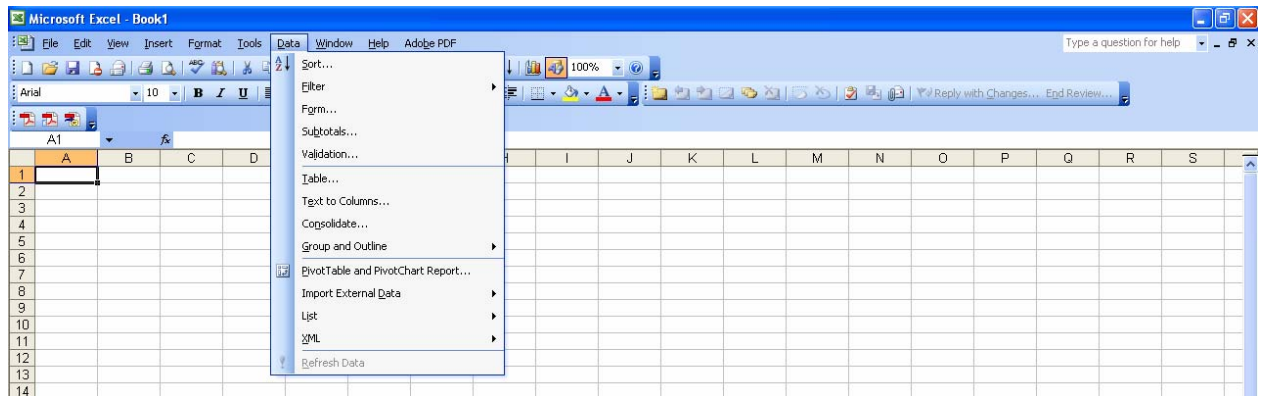 Microsoft Excel - Book1
File Edit View Insert Format Tools Data Window Help Adobe PDF Type a question for help
100%
Arial 10 B I U A Reply with Changes... End Review...
A1 fx
A B C D H I J K L M N O P Q R S
1
2
3
4
5
6
7
8
9
10
11
12
13
14
Sort...
Filter
Form...
Subtotals...
Validation...
Table...
Text to Columns...
Consolidate...
Group and Outline
PivotTable and PivotChart Report...
Import External Data
List
XML
Refresh Data